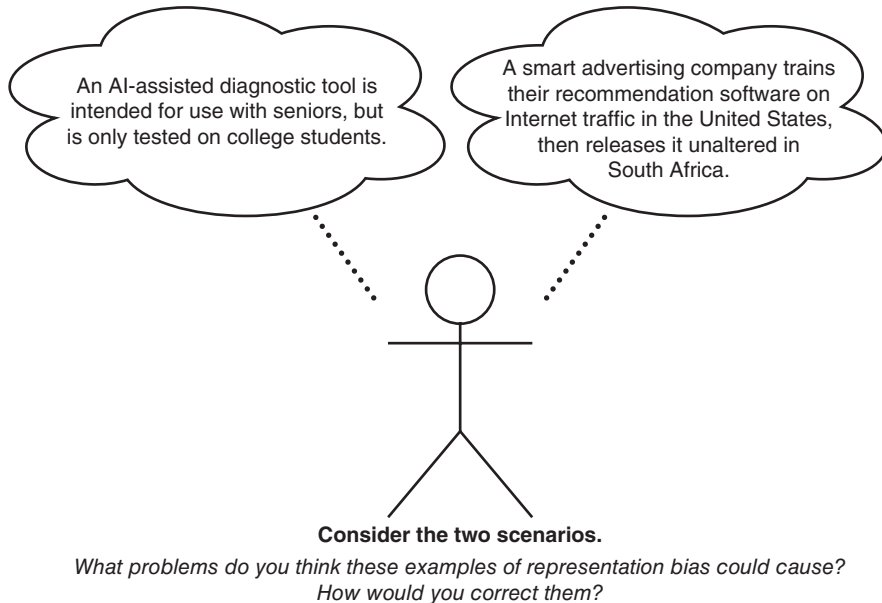 An AI-assisted diagnostic tool is
intended for use with seniors, but
is only tested on college students.
A smart advertising company trains
their recommendation software on
Internet traffic in the United States,
then releases it unaltered in
South Africa.
Consider the two scenarios.
What problems do you think these examples of representation bias could cause?
How would you correct them?